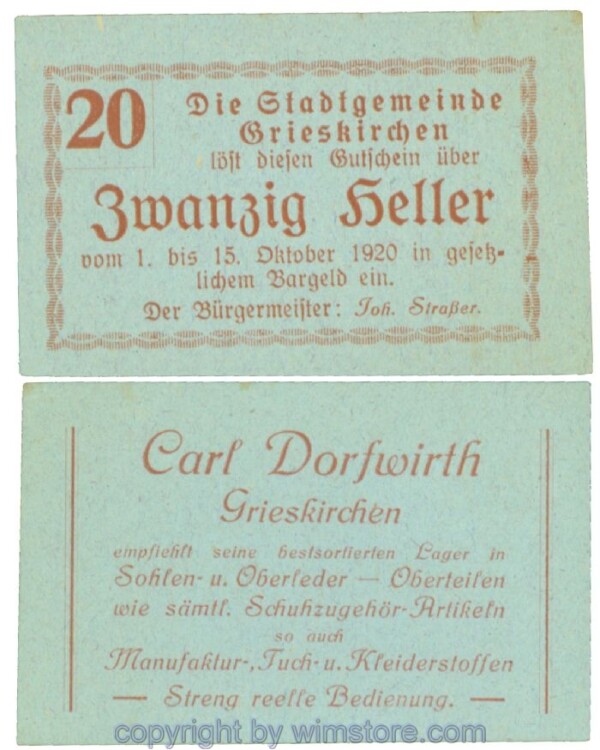 20
Die Stadtgemeinde
Grieskirchen
löst diesen Gutschein über
Zwanzig Heller
vom 1. bis 15. Oktober 1920 in gesetz-
lichem Bargeld ein.
Der Bürgermeister: Joh. Straßer.
Carl Dorfwirth
Grieskirchen
empfiehlt seine bestsortierten Lager in
Sohlen- u. Oberleder — Oberteilen
wie sämtl. Schuhzugehör-Artikeln
so auch
Manufaktur-, Tuch- u. Kleiderstoffen
— Streng reelle Bedienung. —
copyright by wimstore.com